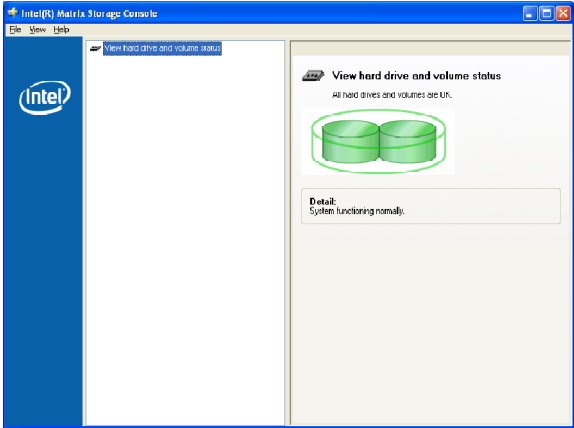 Intel(R) Matrix Storage Console
File View Help
View hard drive and volume status
intel
View hard drive and volume status
All hard drives and volumes are OK.
Detail:
System functioning normally.